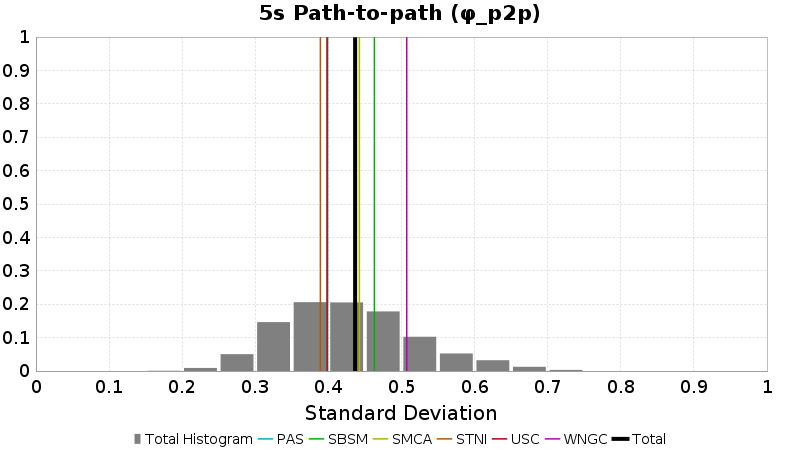 5s Path-to-path (φ_p2p)
1
0.9
0.8
0.7
0.6
0.5
0.4
0.3
0.2
0.1
0
0 0.1 0.2 0.3 0.4 0.5 0.6 0.7 0.8 0.9 1
Standard Deviation
Total Histogram PAS SBSM SMCA STNI USC WNGC Total